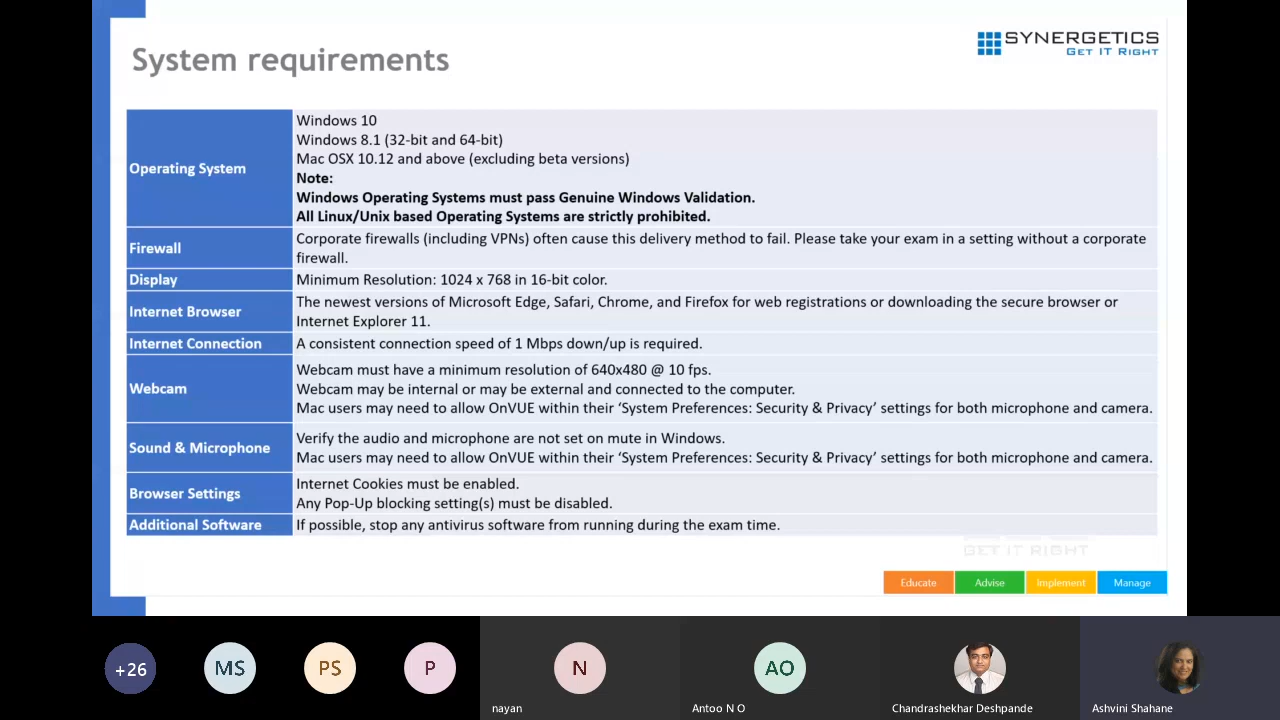 System requirements
SYNERGETICS
GET IT RIGHT
Operating System
Windows 10
Windows 8.1 (32-bit and 64-bit)
Mac OSX 10.12 and above (excluding beta versions)
Note:
Windows Operating Systems must pass Genuine Windows Validation.
All Linux/Unix based Operating Systems are strictly prohibited.
Firewall
Corporate firewalls (including VPNs) often cause this delivery method to fail. Please take your exam in a setting without a corporate
firewall.
Display
Minimum Resolution: 1024 x 768 in 16-bit color.
Internet Browser
The newest versions of Microsoft Edge, Safari, Chrome, and Firefox for web registrations or downloading the secure browser or
Internet Explorer 11.
Internet Connection
A consistent connection speed of 1 Mbps down/up is required.
Webcam
Webcam must have a minimum resolution of 640x480 @ 10 fps.
Webcam may be internal or may be external and connected to the computer.
Mac users may need to allow OnVUE within their ‘System Preferences: Security & Privacy’ settings for both microphone and camera.
Sound & Microphone
Verify the audio and microphone are not set on mute in Windows.
Mac users may need to allow OnVUE within their ‘System Preferences: Security & Privacy’ settings for both microphone and camera.
Browser Settings
Internet Cookies must be enabled.
Any Pop-Up blocking setting(s) must be disabled.
Additional Software
If possible, stop any antivirus software from running during the exam time.
GET IT RIGHT
Educate
Advise
Implement
Manage
+26
MS
PS
P
N
AO
nayan
Antoo N O
Chandrashekhar Deshpande
Ashvini Shahane